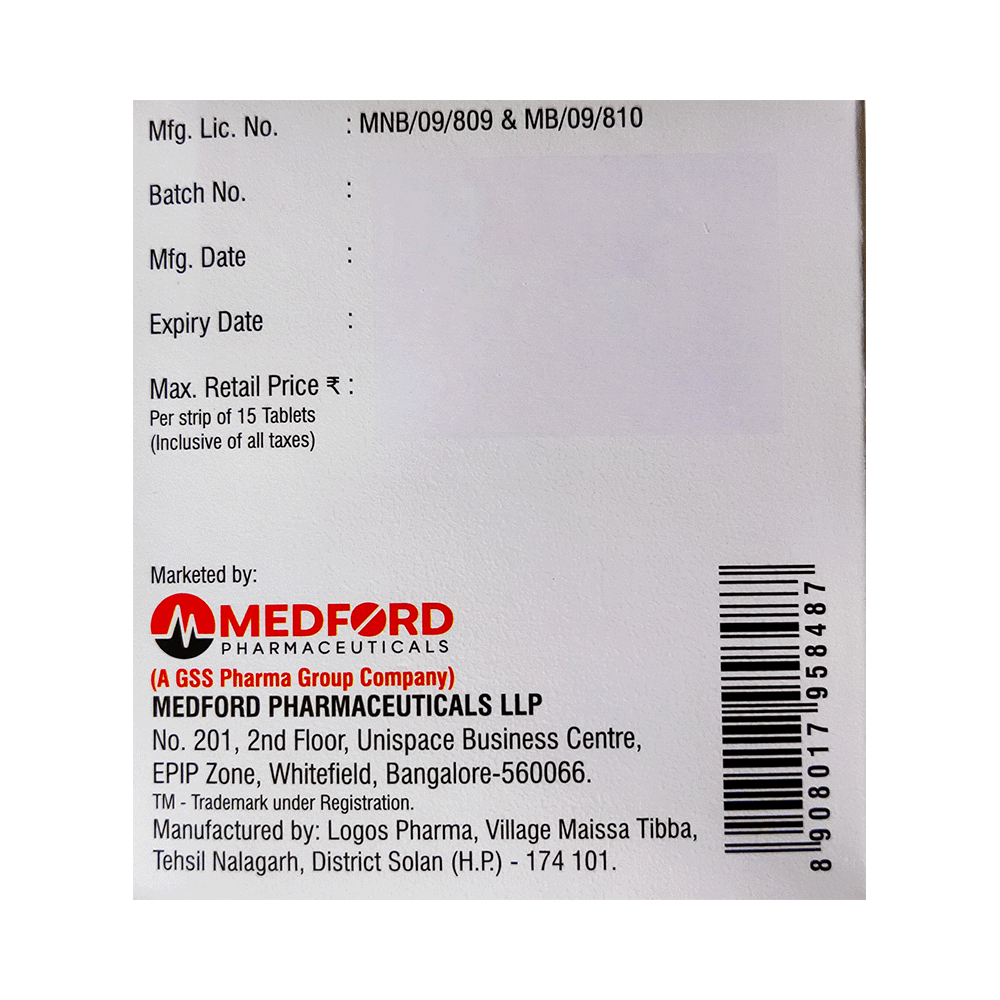 Mfg. Lic. No. : MNB/09/809 & MB/09/810
Batch No. :
Mfg. Date :
Expiry Date :
Max. Retail Price ₹ :
Per strip of 15 Tablets
(Inclusive of all taxes)
Marketed by:
MEDFORD
PHARMACEUTICALS
(A GSS Pharma Group Company)
MEDFORD PHARMACEUTICALS LLP
No. 201, 2nd Floor, Unispace Business Centre,
EPIP Zone, Whitefield, Bangalore-560066.
TM - Trademark under Registration.
Manufactured by: Logos Pharma, Village Maissa Tibba,
Tehsil Nalagarh, District Solan (H.P.) - 174 101.
8 908017 958487